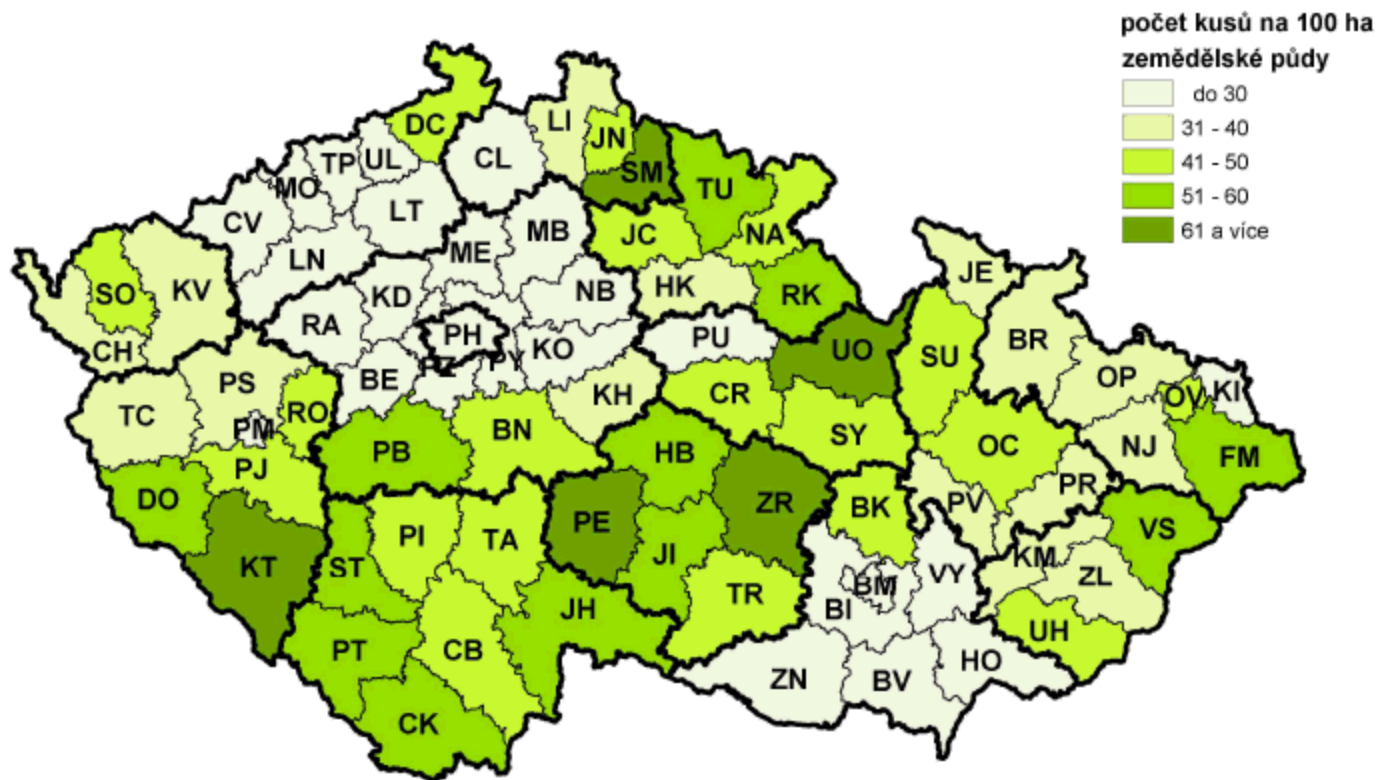 počet kusů na 100 ha
zemědělské půdy
do 30
31 - 40
41 - 50
51 - 60
61 a více
DC
LI
JN
CL
SM
TP
UL
MO
TU
CV
LT
MB
JC
NA
ME
LN
SO
KV
KD
NB
HK
RK
JE
RA
PH
PU
UO
SU
BR
CH
KO
PY
PZ
BE
PS
OP
OV
KI
TC
RO
KH
CR
PM
BN
SY
OC
NJ
PB
HB
FM
PJ
DO
PR
PV
ZR
BK
VS
PE
PI
TA
JI
KM
KT
ST
ZL
VY
BM
TR
BI
JH
UH
PT
CB
HO
ZN
BV
CK